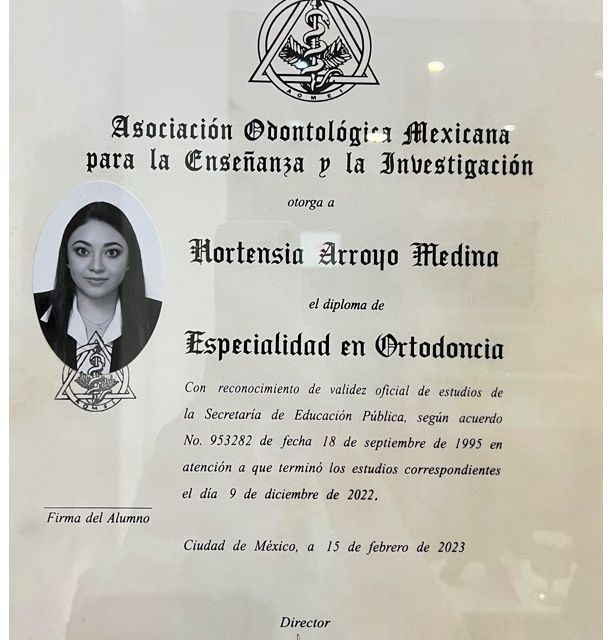 A O M E I
Asociación Odontológica Mexicana
para la Enseñanza y la Investigación
otorga a
Hortensia Arroyo Medina
el diploma de
Especialidad en Ortodoncia
Con reconocimiento de validez oficial de estudios de
la Secretaría de Educación Pública, según acuerdo
No. 953282 de fecha 18 de septiembre de 1995 en
atención a que terminó los estudios correspondientes
el día 9 de diciembre de 2022.
AOMEI
Firma del Alumno
Ciudad de México, a 15 de febrero de 2023
Director